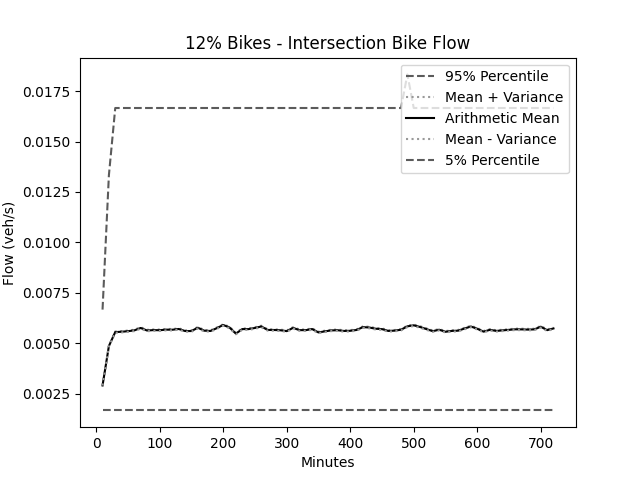 12% Bikes - Intersection Bike Flow
Flow (veh/s)
0.0175
0.0150
0.0125
0.0100
0.0075
0.0050
0.0025
95% Percentile
Mean + Variance
Arithmetic Mean
Mean - Variance
5% Percentile
0 100 200 300 400 500 600 700
Minutes